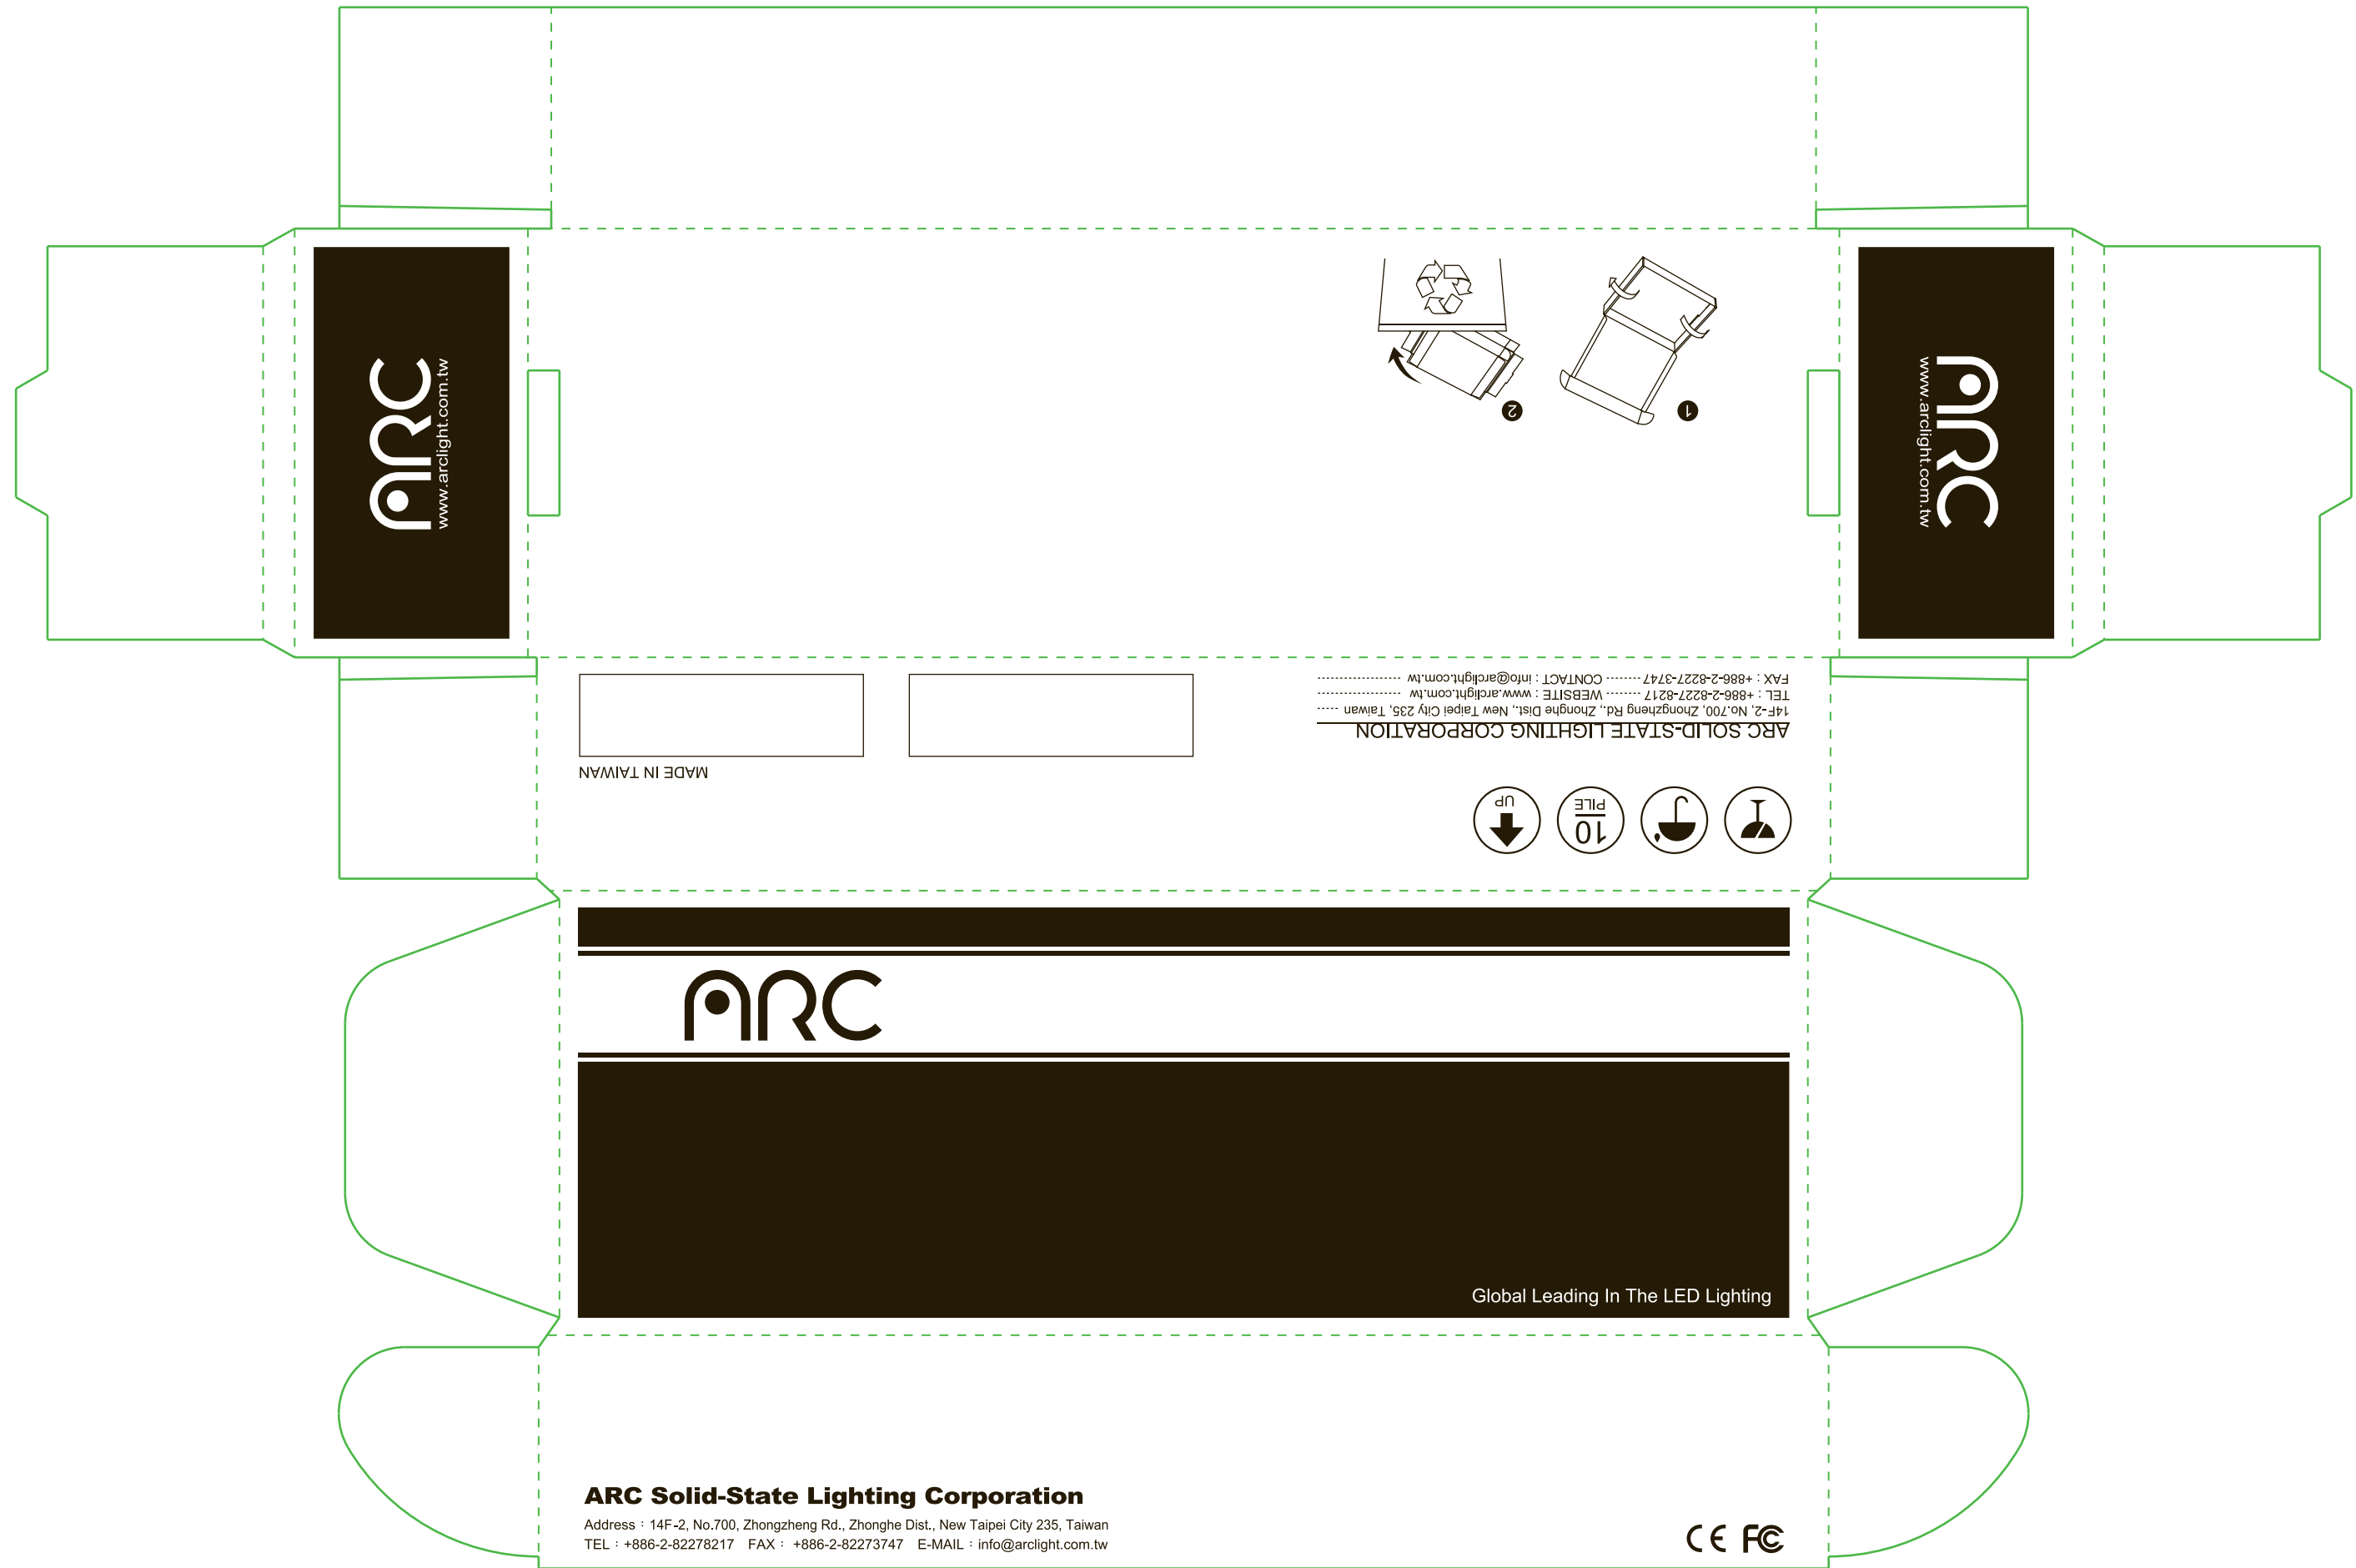 ARC
www.arclight.com.tw
ARC
www.arclight.com.tw
1
2
ARC SOLID-STATE LIGHTING CORPORATION
14F-2, No.700, Zhongzheng Rd., Zhonghe Dist., New Taipei City 235, Taiwan -----
TEL : +886-2-8227-8217 -------- WEBSITE : www.arclight.com.tw --------------------
FAX : +886-2-8227-3747 -------- CONTACT : info@arclight.com.tw --------------------
MADE IN TAIWAN
10
PILE
UP
ARC
Global Leading In The LED Lighting
ARC Solid-State Lighting Corporation
Address：14F-2, No.700, Zhongzheng Rd., Zhonghe Dist., New Taipei City 235, Taiwan
TEL：+886-2-82278217 FAX： +886-2-82273747 E-MAIL：info@arclight.com.tw
CE FC